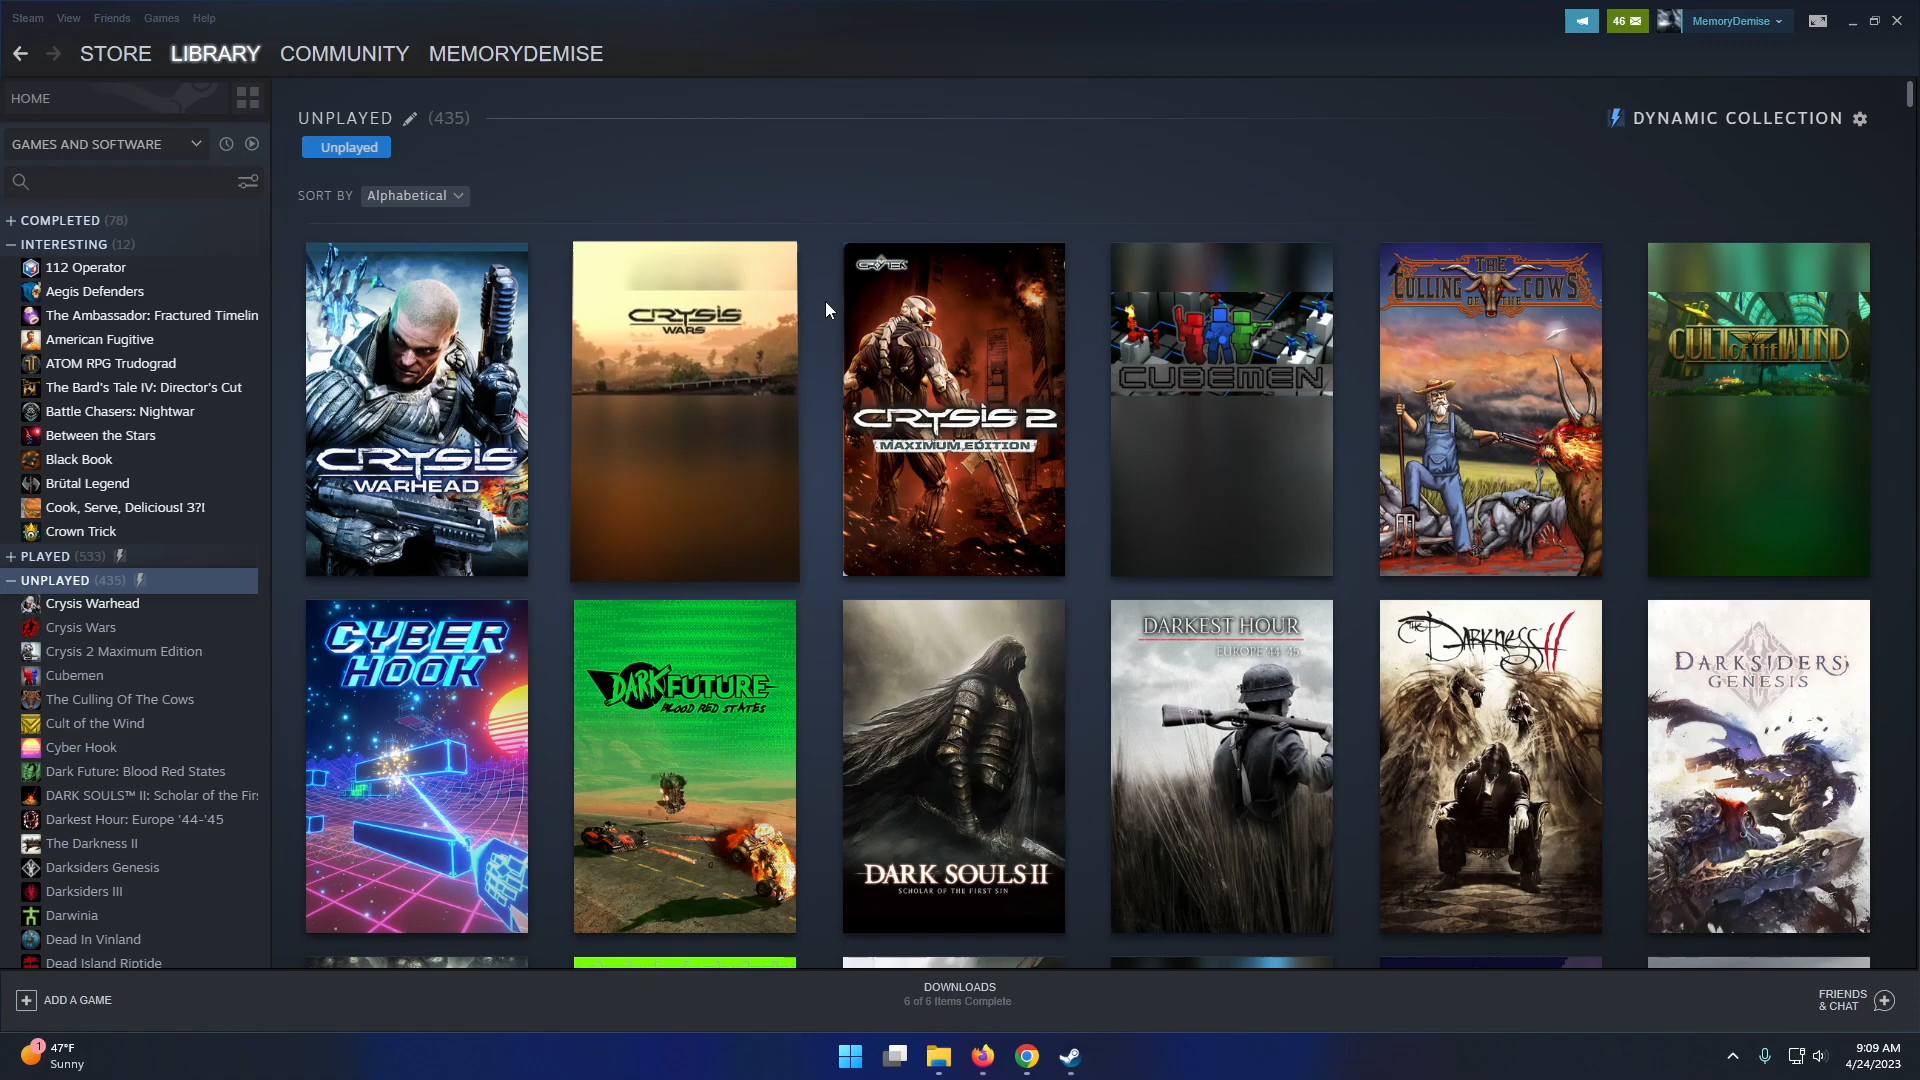 Steam View Friends Games Help
46 MemoryDemise
STORE LIBRARY COMMUNITY MEMORYDEMISE
HOME
GAMES AND SOFTWARE
UNPLAYED (435)
DYNAMIC COLLECTION
Unplayed
SORT BY Alphabetical
+ COMPLETED (78)
– INTERESTING (12)
112 Operator
Aegis Defenders
The Ambassador: Fractured Timelin
American Fugitive
ATOM RPG Trudograd
The Bard's Tale IV: Director's Cut
Battle Chasers: Nightwar
Between the Stars
Black Book
Brütal Legend
Cook, Serve, Delicious! 3?!
Crown Trick
+ PLAYED (533)
– UNPLAYED (435)
Crysis Warhead
Crysis Wars
Crysis 2 Maximum Edition
Cubemen
The Culling Of The Cows
Cult of the Wind
Cyber Hook
Dark Future: Blood Red States
DARK SOULS™ II: Scholar of the Fir
Darkest Hour: Europe '44-'45
The Darkness II
Darksiders Genesis
Darksiders III
Darwinia
Dead In Vinland
Dead Island Riptide
CRYSIS
WARHEAD
CRYSIS
WARS
CRYTEK
CRYSIS 2
MAXIMUM EDITION
CUBEMEN
THE
CULLING OF THE COWS
CULT OF THE WIND
CYBER
HOOK
DARK FUTURE
BLOOD RED STATES
DARK SOULS II
SCHOLAR OF THE FIRST SIN
DARKEST HOUR
EUROPE '44-'45
THE DARKNESS II
DARKSIDERS
GENESIS
+ ADD A GAME
DOWNLOADS
6 of 6 Items Complete
FRIENDS
& CHAT
1
47°F
Sunny
9:09 AM
4/24/2023